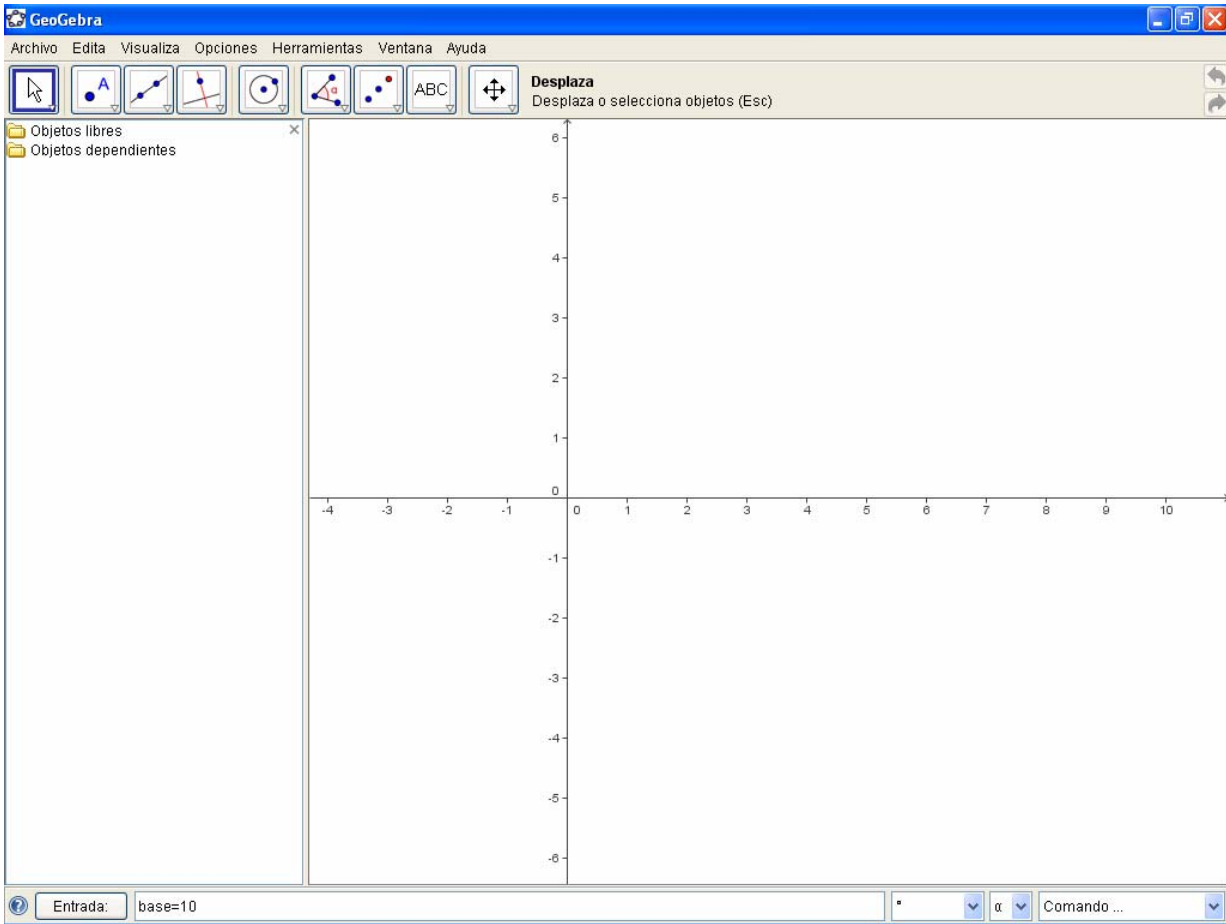 GeoGebra
Archivo Edita Visualiza Opciones Herramientas Ventana Ayuda
A
α
ABC
Desplaza
Desplaza o selecciona objetos (Esc)
Objetos libres
Objetos dependientes
6
5
4
3
2
1
0
-4 -3 -2 -1 0 1 2 3 4 5 6 7 8 9 10
-1
-2
-3
-4
-5
-6
Entrada: base=10 ° α Comando ...